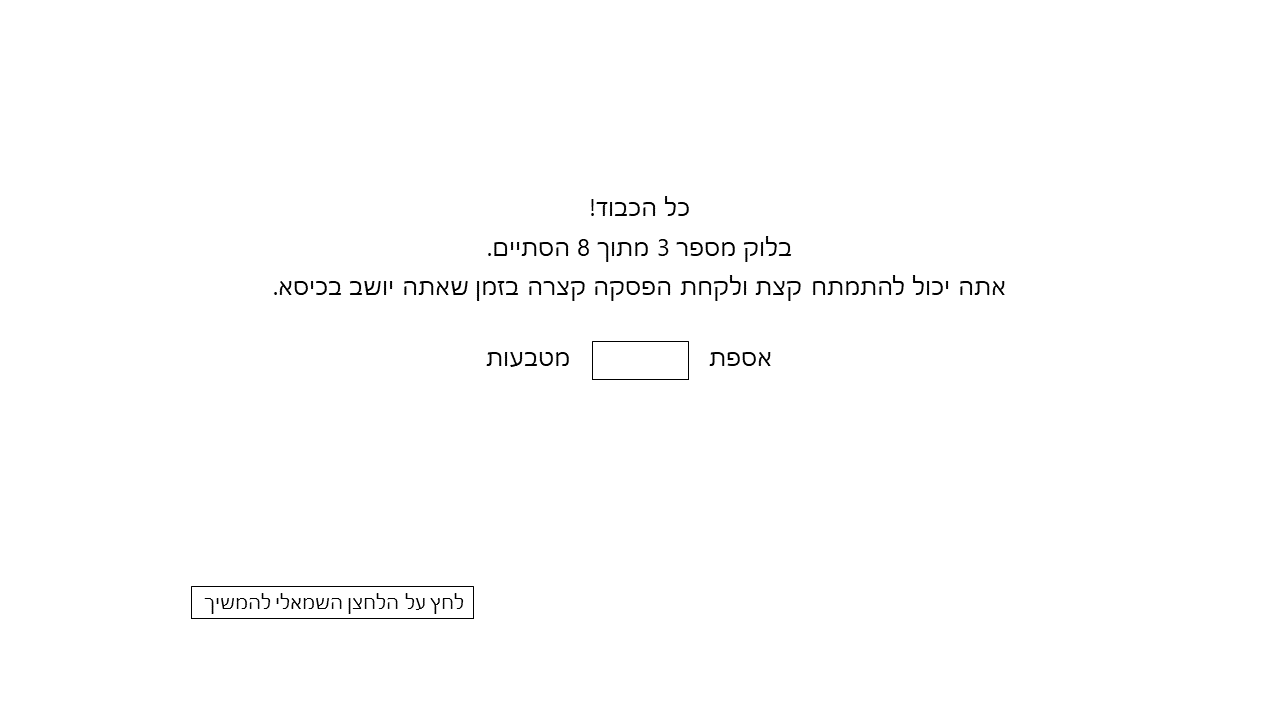 כל הכבוד!
בלוק מספר 3 מתוך 8 הסתיים.
אתה יכול להתמתח קצת ולקחת הפסקה קצרה בזמן שאתה יושב בכיסא.
אספת מטבעות
לחץ על הלחצן השמאלי להמשיך